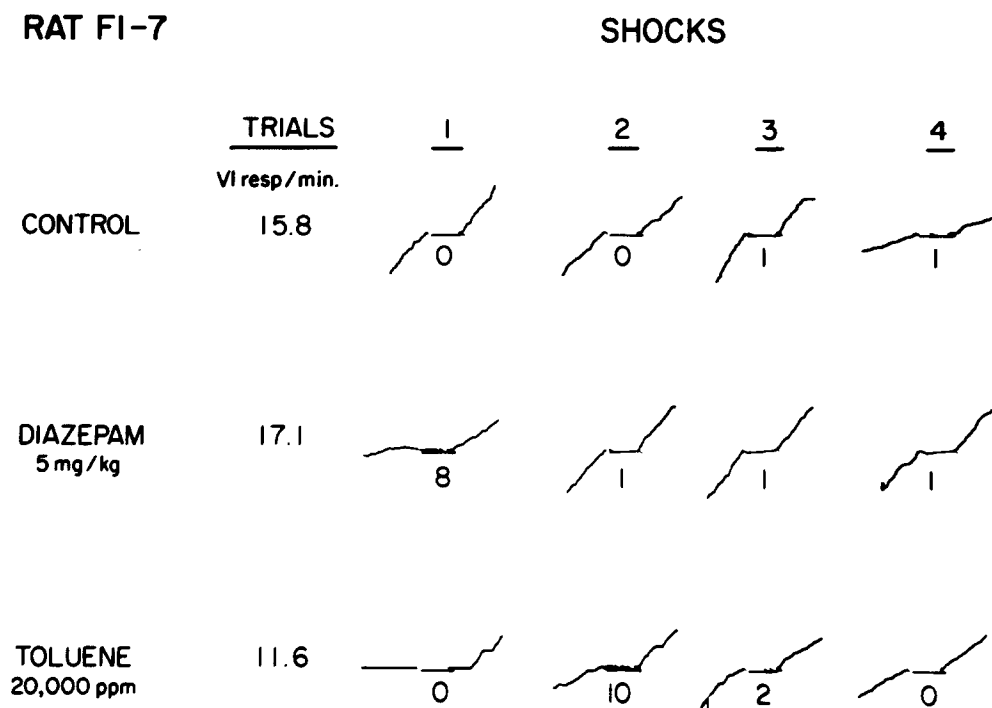 RAT FI-7 SHOCKS
TRIALS 1 2 3 4
VI resp/min.
CONTROL 15.8
0 0 1 1
DIAZEPAM 17.1
5 mg/kg 8 1 1 1
TOLUENE 11.6
20,000 ppm 0 10 2 0